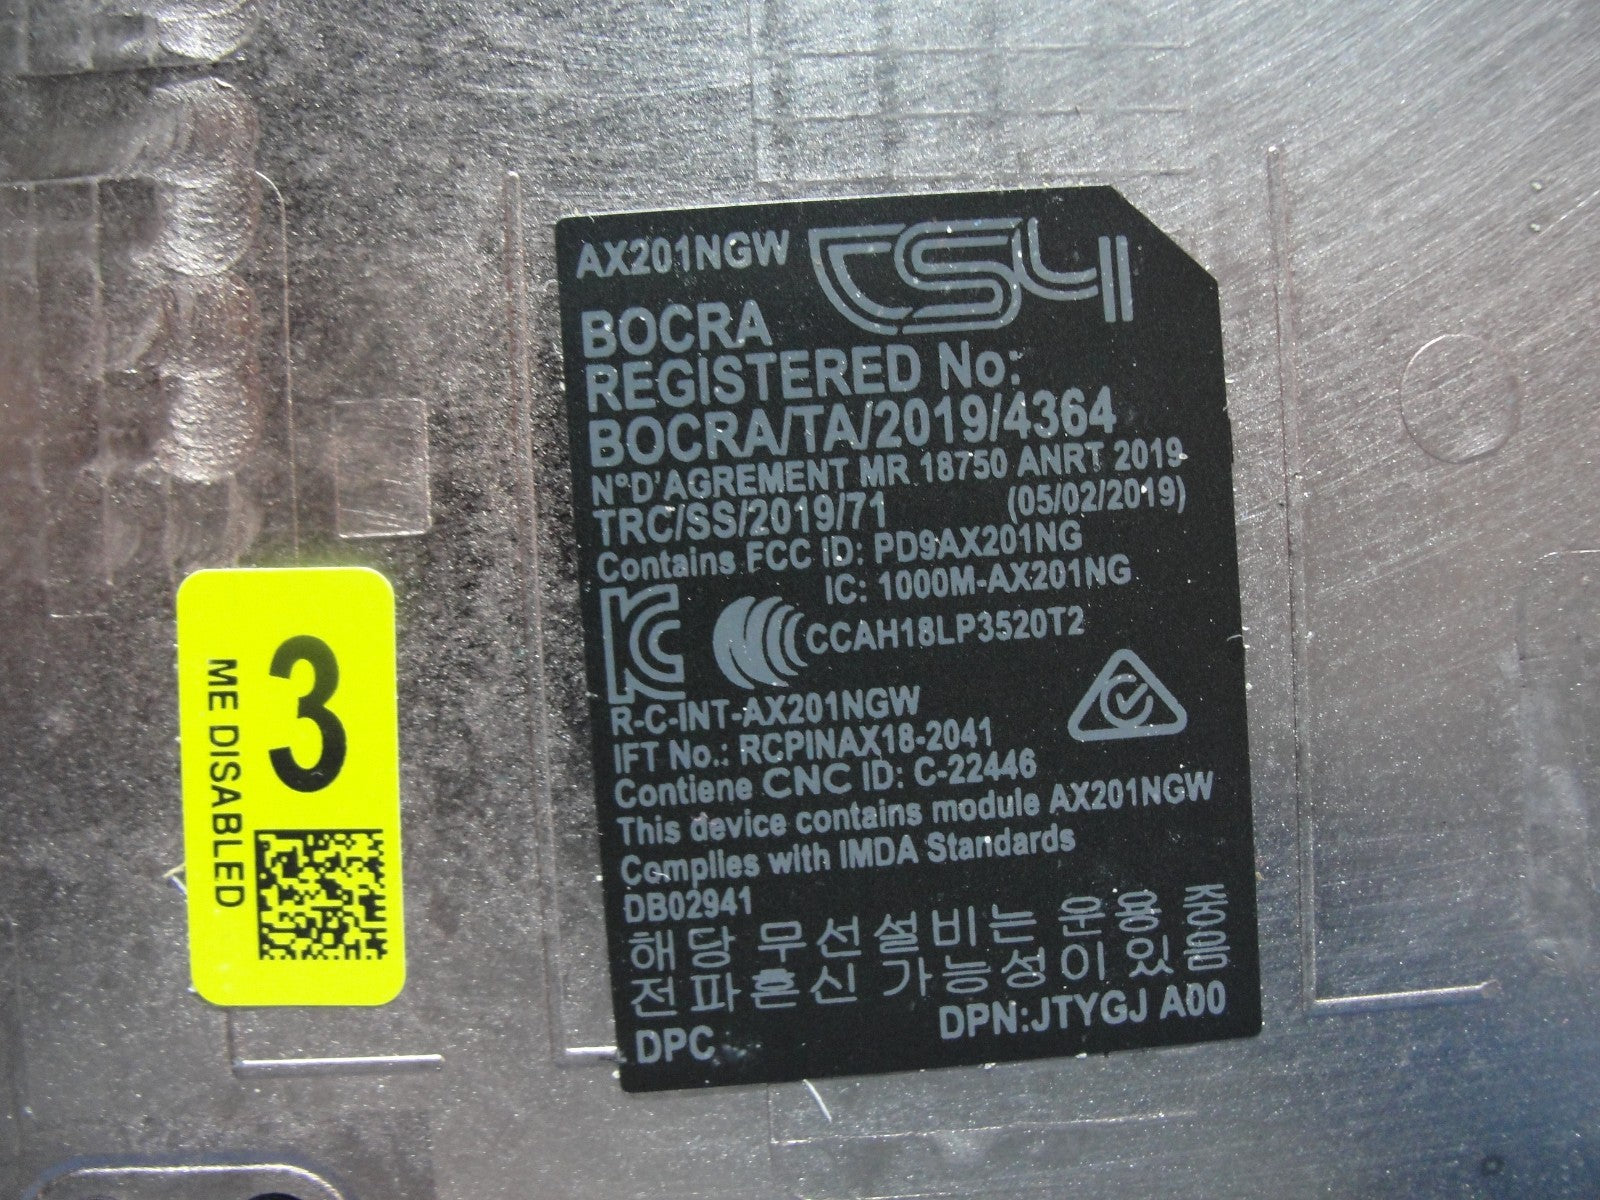 AX201NGW
BOCRA
REGISTERED No:
BOCRA/TA/2019/4364
N°D'AGREMENT MR 18750 ANRT 2019
TRC/SS/2019/71 (05/02/2019)
Contains FCC ID: PD9AX201NG
IC: 1000M-AX201NG
CCAH18LP3520T2
R-C-INT-AX201NGW
IFT No.: RCPINAX18-2041
Contiene CNC ID: C-22446
This device contains module AX201NGW
Complies with IMDA Standards
DB02941
해당 무선설비는 운용 중
전파혼신 가능성이 있음
DPC DPN:JTYGJ A00
3
ME DISABLED